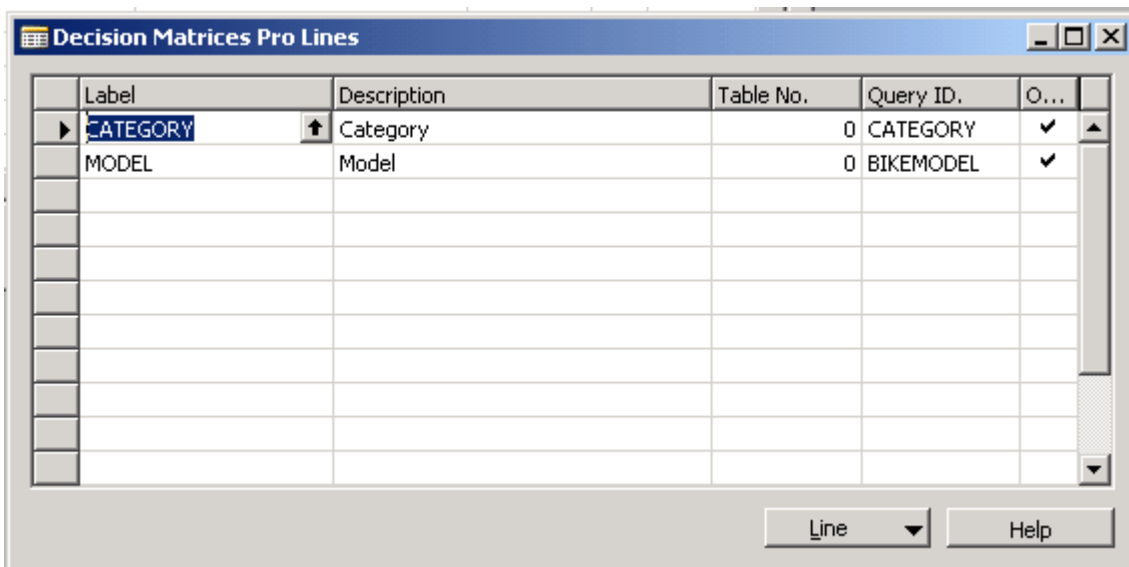 Decision Matrices Pro Lines
Label Description Table No. Query ID. O...
CATEGORY Category 0 CATEGORY
MODEL Model 0 BIKEMODEL
Line Help